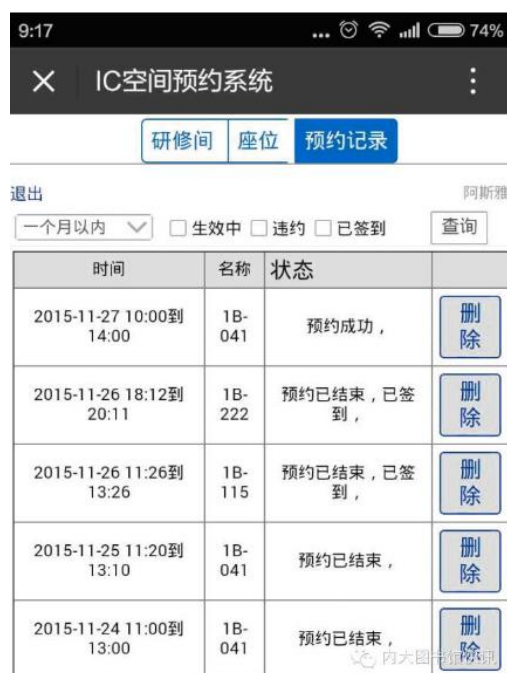 9:17
... 74%
IC空间预约系统
研修间 座位 预约记录
退出 阿斯雅
一个月以内 生效中 违约 已签到 查询
时间 名称 状态
2015-11-27 10:00到 1B- 预约成功， 删
14:00 041 除
2015-11-26 18:12到 1B- 预约已结束，已签 删
20:11 222 到， 除
2015-11-26 11:26到 1B- 预约已结束，已签 删
13:26 115 到， 除
2015-11-25 11:20到 1B- 预约已结束， 删
13:10 041 除
2015-11-24 11:00到 1B- 预约已结束， 删
13:00 041 除
内大图书馆快讯